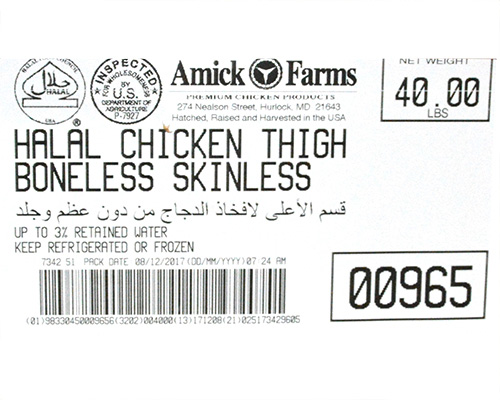 حلال
HALAL
USA
INSPECTED
FOR WHOLESOMENESS
BY
U.S.
DEPARTMENT OF
AGRICULTURE
P-7927
Amick Farms
PREMIUM CHICKEN PRODUCTS
274 Nealson Street, Hurlock, MD 21643
Hatched, Raised and Harvested in the USA
NET WEIGHT
40.00
LBS
HALAL CHICKEN THIGH
BONELESS SKINLESS
قسم الأعلى لافخاذ الدجاج من دون عظم وجلد
UP TO 3% RETAINED WATER
KEEP REFRIGERATED OR FROZEN
7342 51 PACK DATE 08/12/2017(DD/MM/YYYY) 07:24 AM
(01)98330450009656(3202)004000(13)171208(21)025173429605
00965